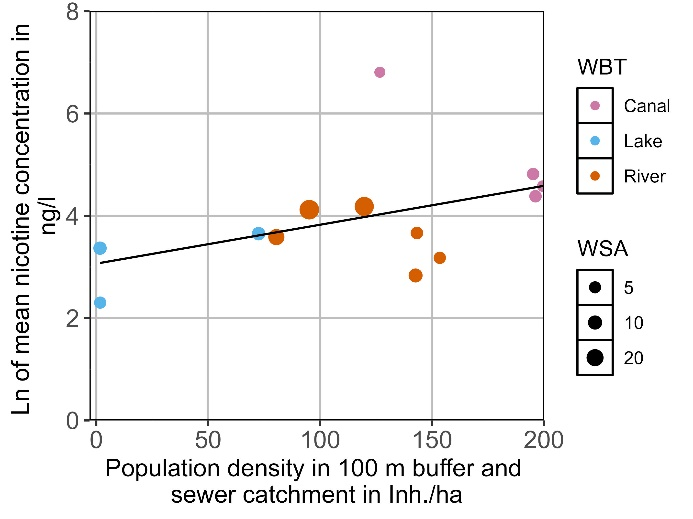 Ln of mean nicotine concentration in
ng/l
8
6
4
2
0
0 50 100 150 200
Population density in 100 m buffer and
sewer catchment in Inh./ha
WBT
Canal
Lake
River
WSA
5
10
20